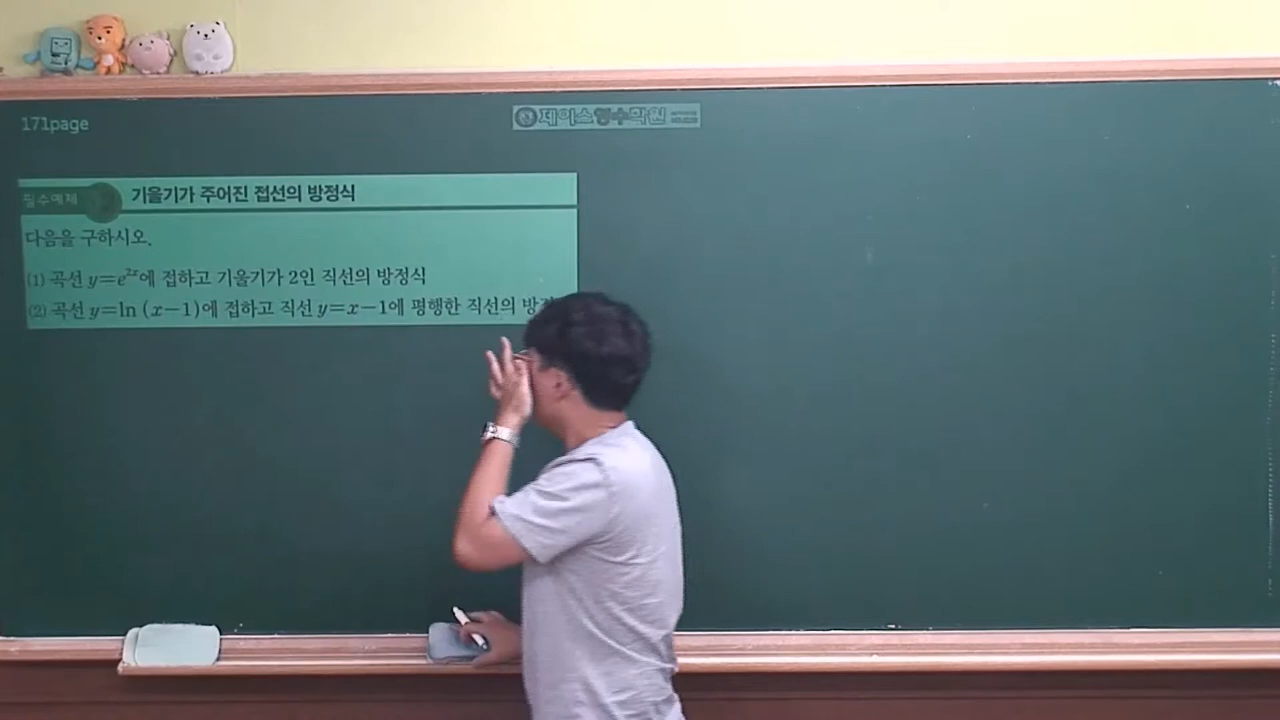 171page
제이스영수학원
필수예제
기울기가 주어진 접선의 방정식
다음을 구하시오.
(1) 곡선 y=e^{2x}에 접하고 기울기가 2인 직선의 방정식
(2) 곡선 y=ln (x-1)에 접하고 직선 y=x-1에 평행한 직선의